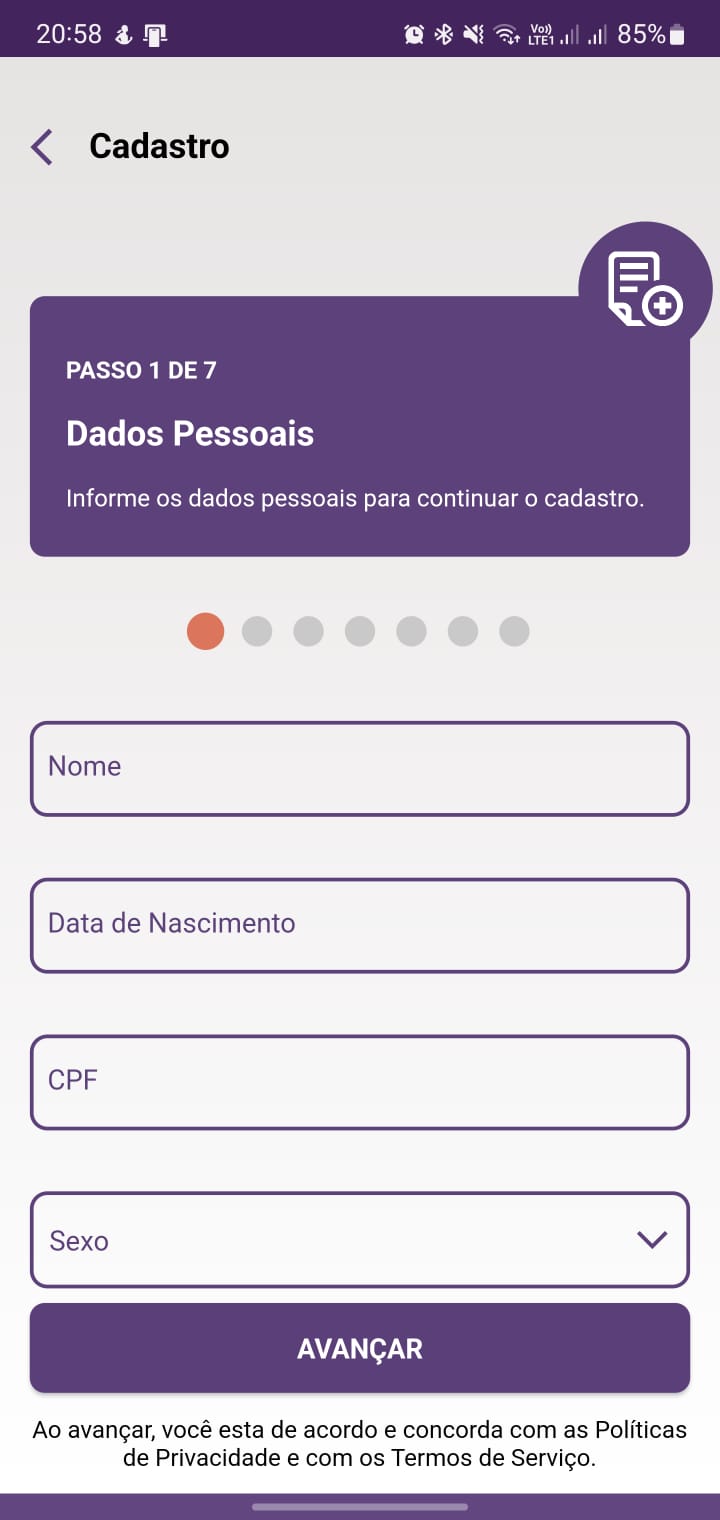 20:58
Vo)) LTE1 85%
Cadastro
PASSO 1 DE 7
Dados Pessoais
Informe os dados pessoais para continuar o cadastro.
Nome
Data de Nascimento
CPF
Sexo
AVANÇAR
Ao avançar, você esta de acordo e concorda com as Políticas
de Privacidade e com os Termos de Serviço.